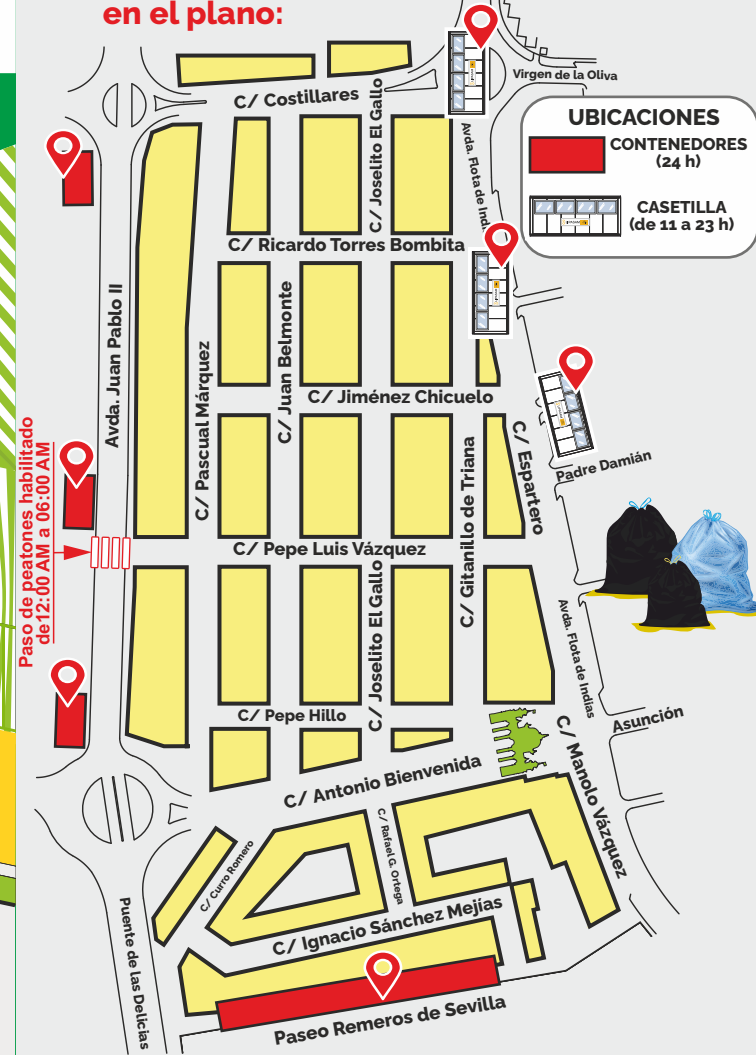 en el plano:
Virgen de la Oliva
C/ Costillares
UBICACIONES
CONTENEDORES
(24 h)
CASETILLA
(de 11 a 23 h)
Avda. Flota de Indias
C/ Joselito El Gallo
C/ Ricardo Torres Bombita
Avda. Juan Pablo II
C/ Pascual Márquez
C/ Juan Belmonte
C/ Jiménez Chicuelo
C/ Gitanillo de Triana
C/ Espartero
Padre Damián
Paso de peatones habilitado
de12:00 AM a 06:00 AM
C/ Pepe Luis Vázquez
C/ Joselito El Gallo
Avda. Flota de Indias
C/ Pepe Hillo
Asunción
C/ Manolo Vázquez
C/ Antonio Bienvenida
C/ Rafael G. Ortega
C/ Curro Romero
Puente de las Delicias
C/ Ignacio Sánchez Mejías
Paseo Remeros de Sevilla